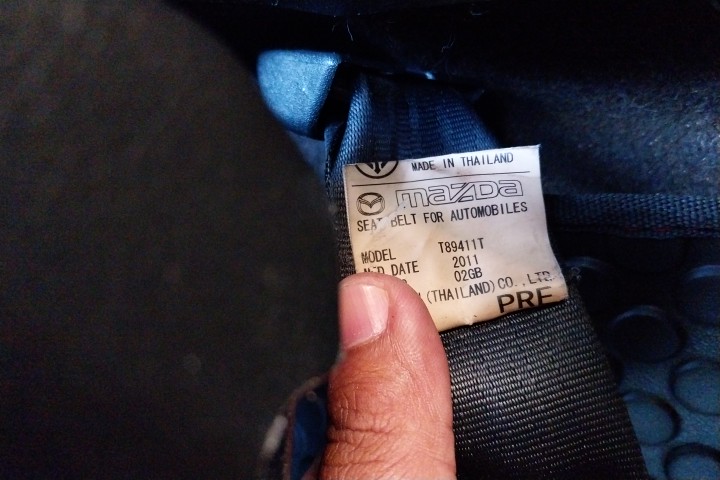 MADE IN THAILAND
mazda
SEAT BELT FOR AUTOMOBILES
MODEL T89411T
DATE 2011
02GB
(THAILAND) CO., LTD.
PRE